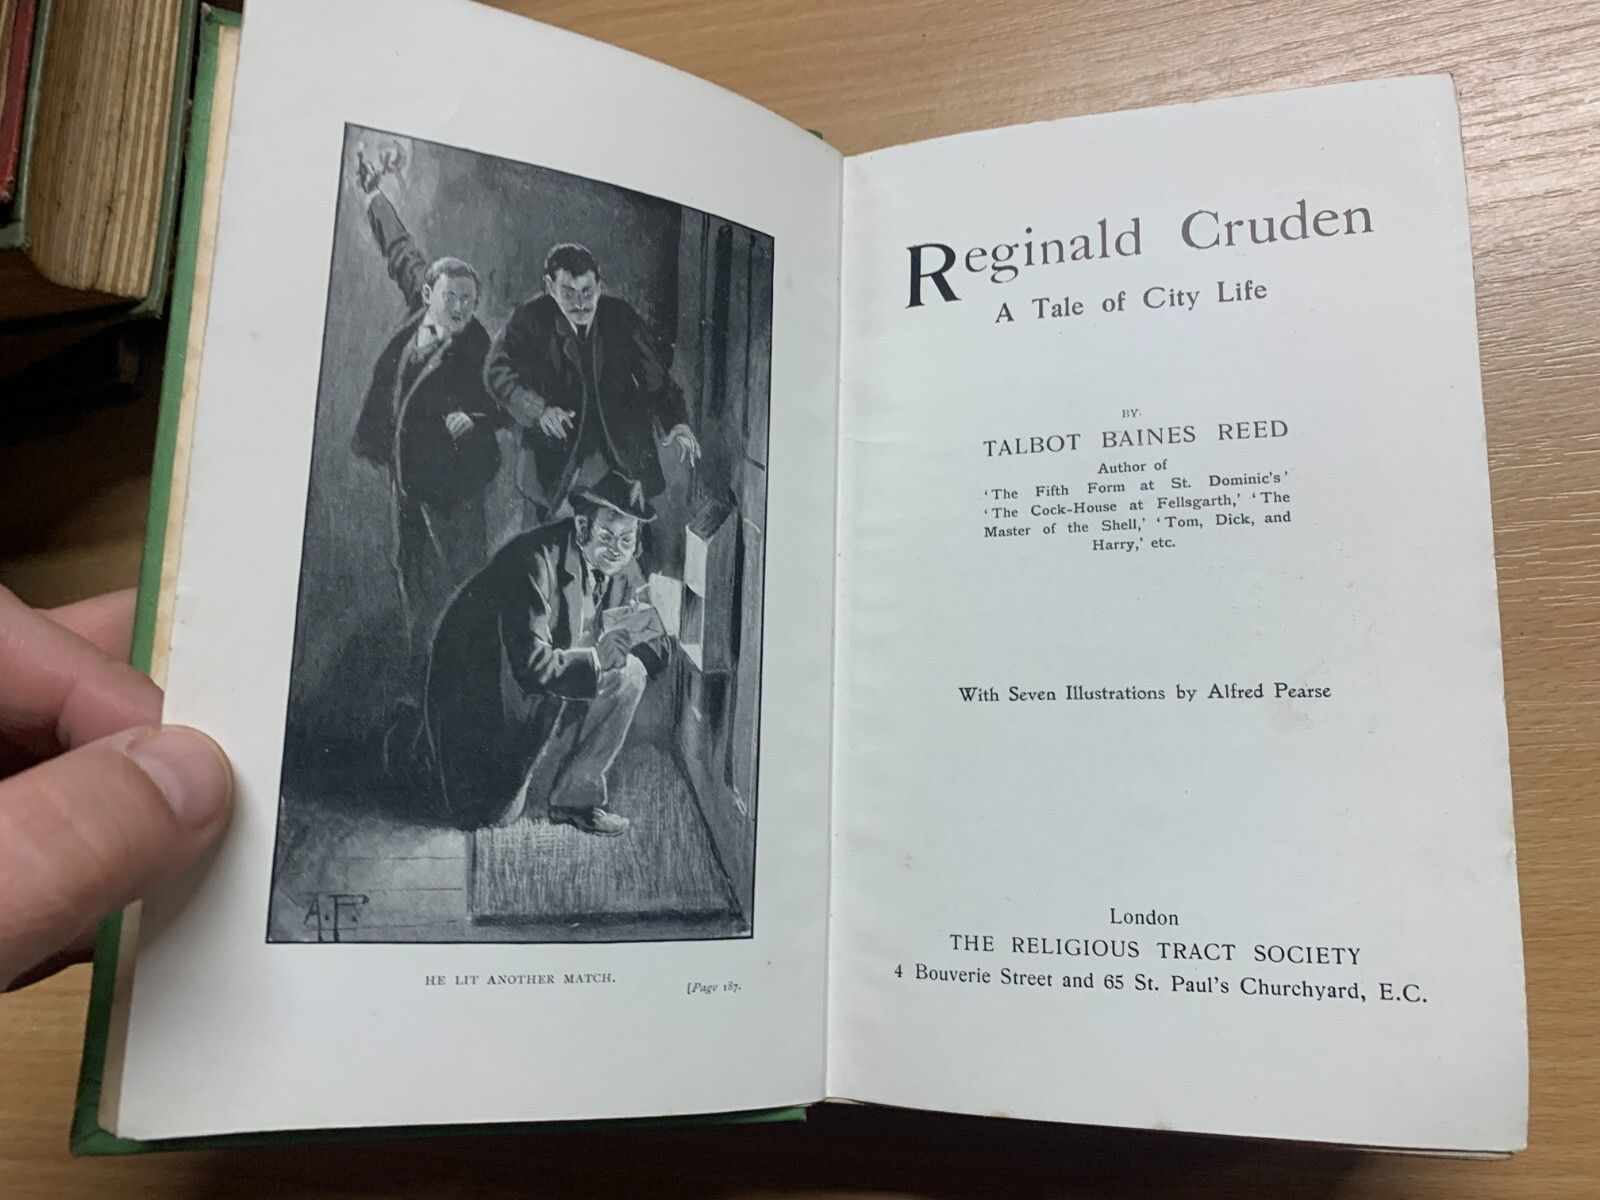 A.P.
HE LIT ANOTHER MATCH.
[Page 187.
Reginald Cruden
A Tale of City Life
BY
TALBOT BAINES REED
Author of
'The Fifth Form at St. Dominic's'
'The Cock-House at Fellsgarth,' 'The
Master of the Shell,' 'Tom, Dick, and
Harry,' etc.
With Seven Illustrations by Alfred Pearse
London
THE RELIGIOUS TRACT SOCIETY
4 Bouverie Street and 65 St. Paul's Churchyard, E.C.